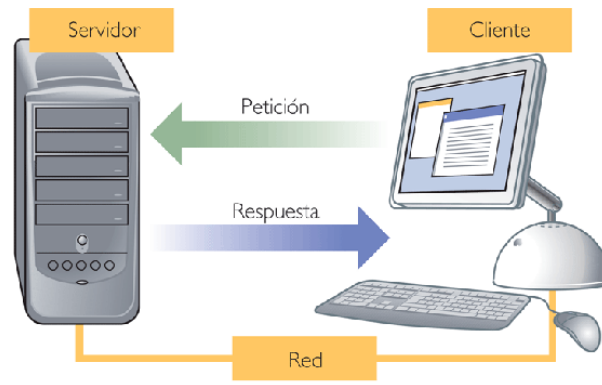 Servidor
Cliente
Petición
Respuesta
Red